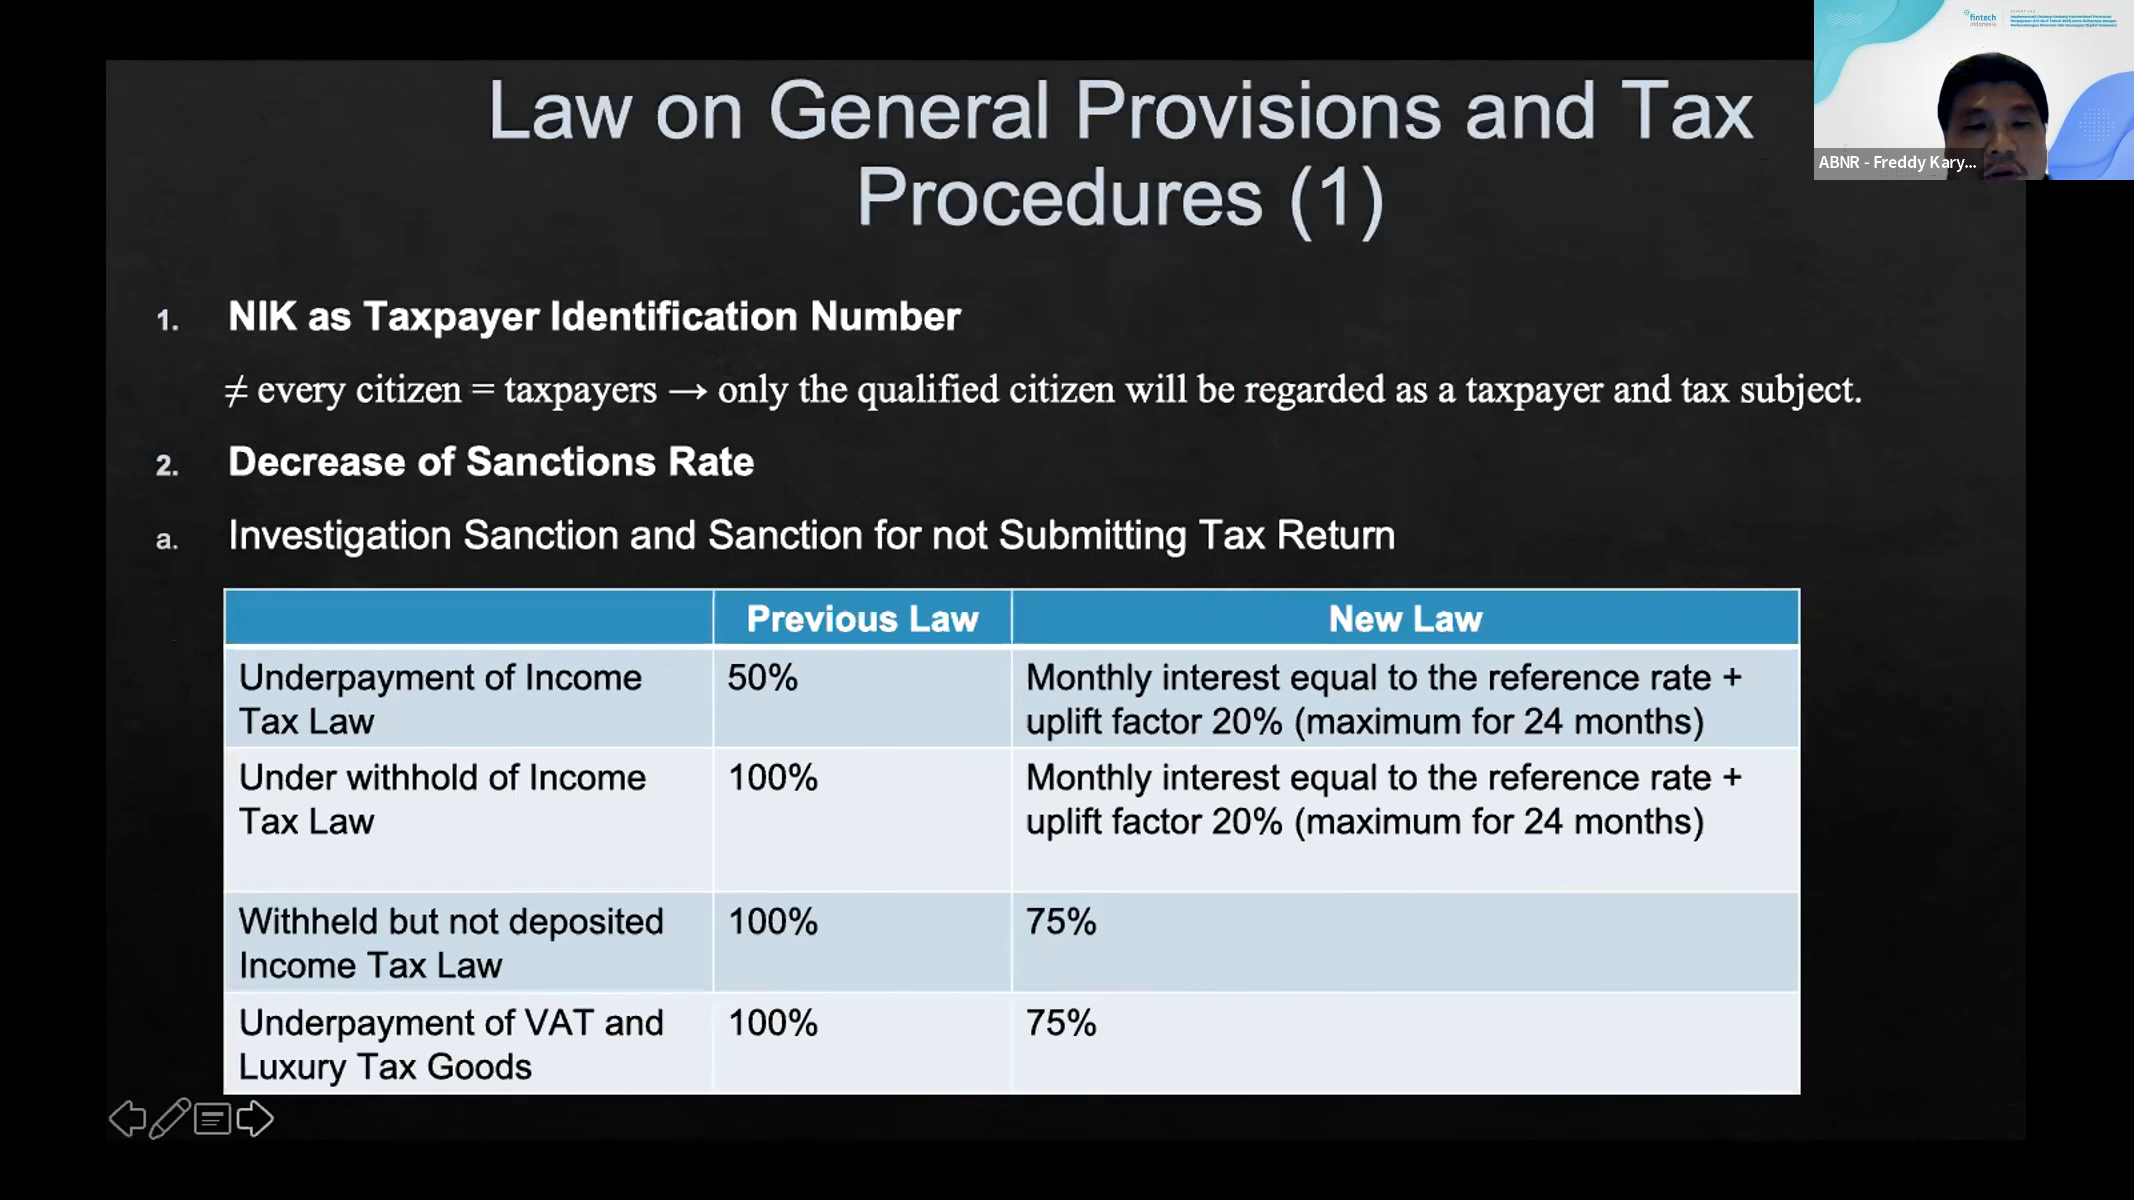 fintech
indonesia
Law on General Provisions and Tax
Procedures (1)
ABNR - Freddy Kary...
1. NIK as Taxpayer Identification Number
≠ every citizen = taxpayers → only the qualified citizen will be regarded as a taxpayer and tax subject.
2. Decrease of Sanctions Rate
a. Investigation Sanction and Sanction for not Submitting Tax Return
Previous Law New Law
Underpayment of Income 50% Monthly interest equal to the reference rate +
Tax Law uplift factor 20% (maximum for 24 months)
Under withhold of Income 100% Monthly interest equal to the reference rate +
Tax Law uplift factor 20% (maximum for 24 months)
Withheld but not deposited 100% 75%
Income Tax Law
Underpayment of VAT and 100% 75%
Luxury Tax Goods